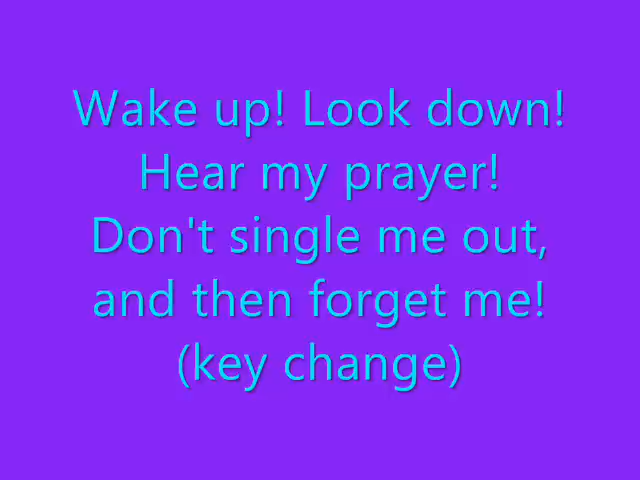 Wake up! Look down!
Hear my prayer!
Don't single me out,
and then forget me!
(key change)